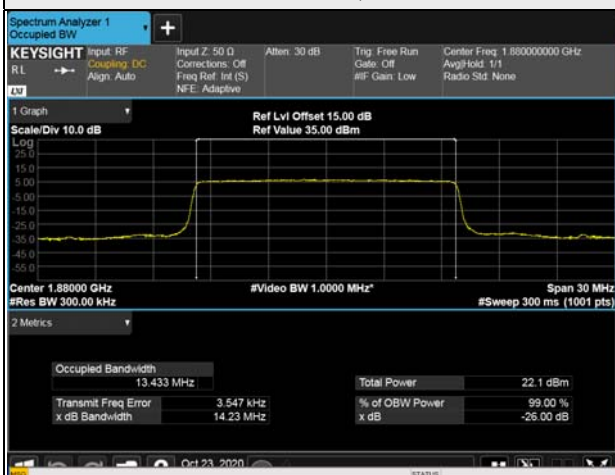 Spectrum Analyzer 1
Occupied BW
+
KEYSIGHT
RL
LXI
Input: RF
Coupling: DC
Align: Auto
Input Z: 50 Ω
Corrections: Off
Freq Ref: Int (S)
NFE: Adaptive
Atten: 30 dB
Trig: Free Run
Gate: Off
#IF Gain: Low
Center Freq: 1.880000000 GHz
Avg|Hold: 1/1
Radio Std: None
1 Graph
Scale/Div 10.0 dB
Ref Lvl Offset 15.00 dB
Ref Value 35.00 dBm
Log
25.0
15.0
5.00
-5.00
-15.0
-25.0
-35.0
-45.0
-55.0
Center 1.88000 GHz
#Res BW 300.00 kHz
#Video BW 1.0000 MHz*
Span 30 MHz
#Sweep 300 ms (1001 pts)
2 Metrics
Occupied Bandwidth
13.433 MHz
Total Power 22.1 dBm
Transmit Freq Error 3.547 kHz
% of OBW Power 99.00 %
x dB Bandwidth 14.23 MHz
x dB -26.00 dB
Oct 23, 2020
MSG
STATUS